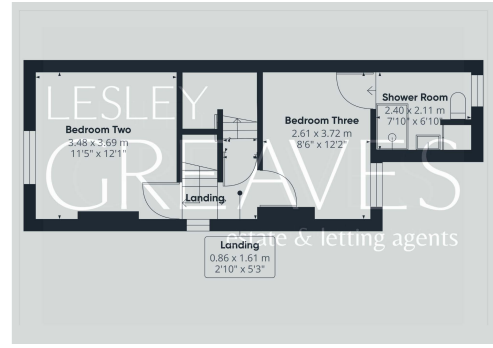 LESLEY
GREAVES
estate & letting agents
Bedroom Two
3.48 x 3.69 m
11'5" x 12'1"
Bedroom Three
2.61 x 3.72 m
8'6" x 12'2"
Shower Room
2.40 x 2.11 m
7'10" x 6'10"
Landing
Landing
0.86 x 1.61 m
2'10" x 5'3"